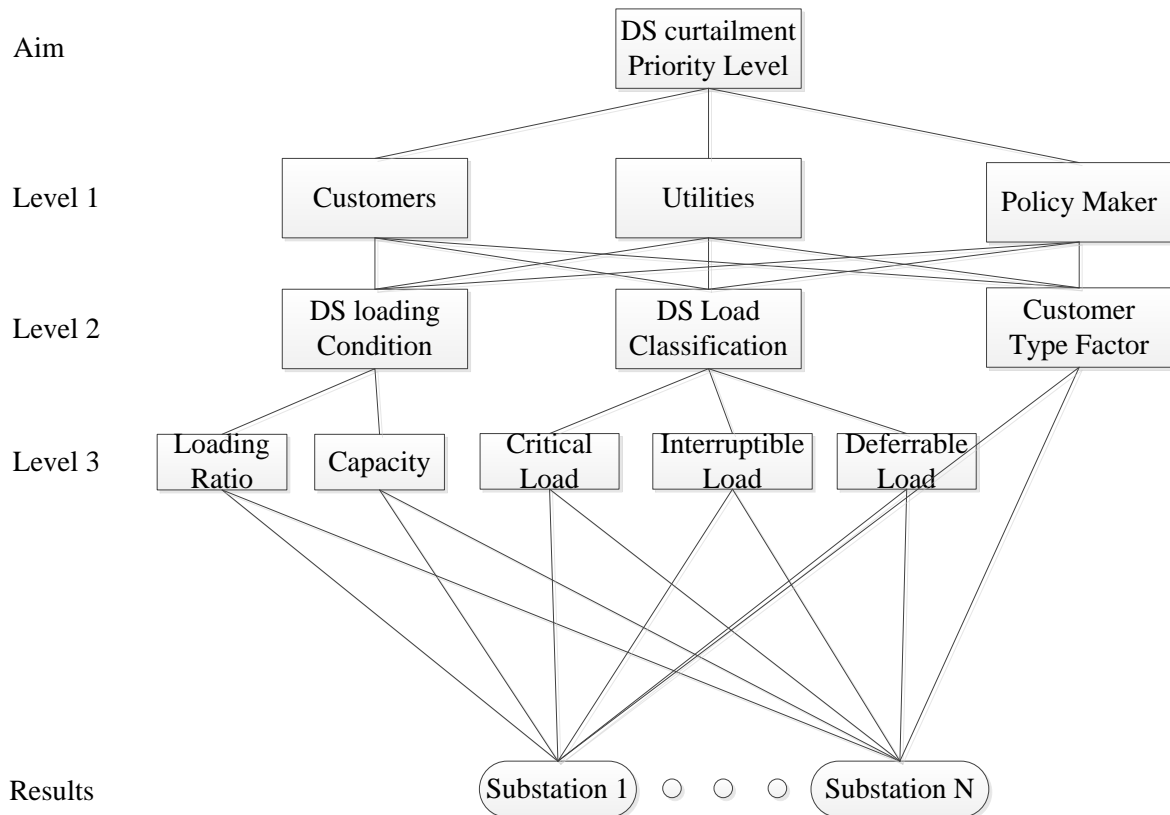 Aim
DS curtailment
Priority Level
Level 1
Customers
Utilities
Policy Maker
Level 2
DS loading
Condition
DS Load
Classification
Customer
Type Factor
Level 3
Loading
Ratio
Capacity
Critical
Load
Interruptible
Load
Deferrable
Load
Results
Substation 1
Substation N